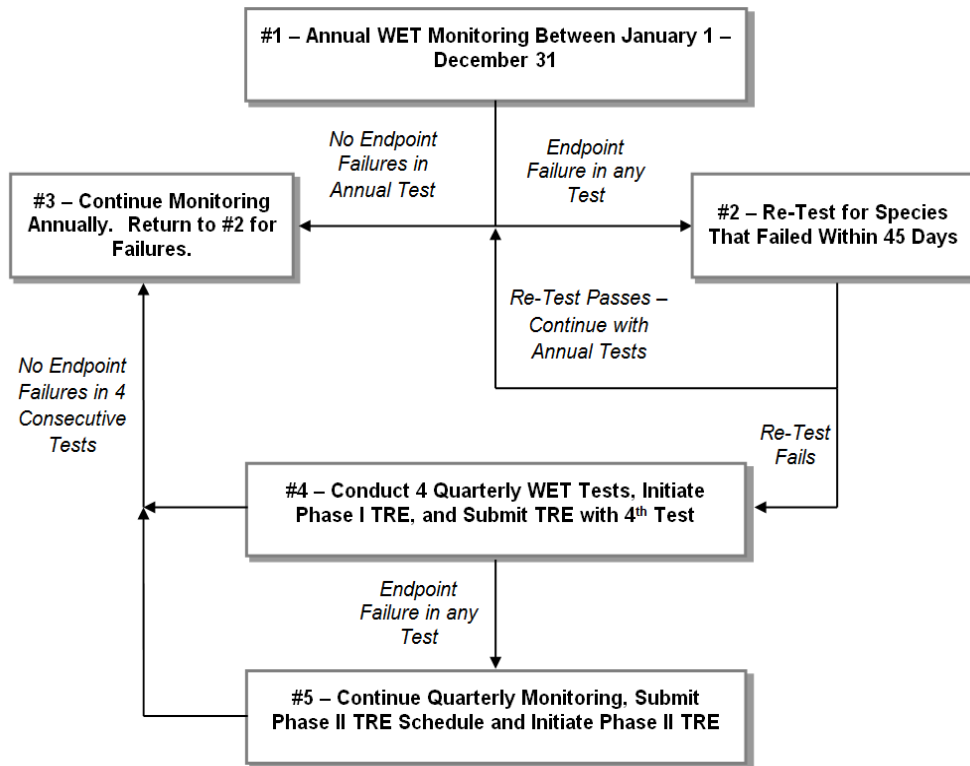 #1 – Annual WET Monitoring Between January 1 –
December 31
No Endpoint
Failures in
Annual Test
Endpoint
Failure in any
Test
#3 – Continue Monitoring
Annually.   Return to #2 for
Failures.
#2 – Re-Test for Species
That Failed Within 45 Days
Re-Test Passes –
Continue with
Annual Tests
No Endpoint
Failures in 4
Consecutive
Tests
Re-Test
Fails
#4 – Conduct 4 Quarterly WET Tests, Initiate
Phase I TRE, and Submit TRE with 4th Test
Endpoint
Failure in any
Test
#5 – Continue Quarterly Monitoring, Submit
Phase II TRE Schedule and Initiate Phase II TRE